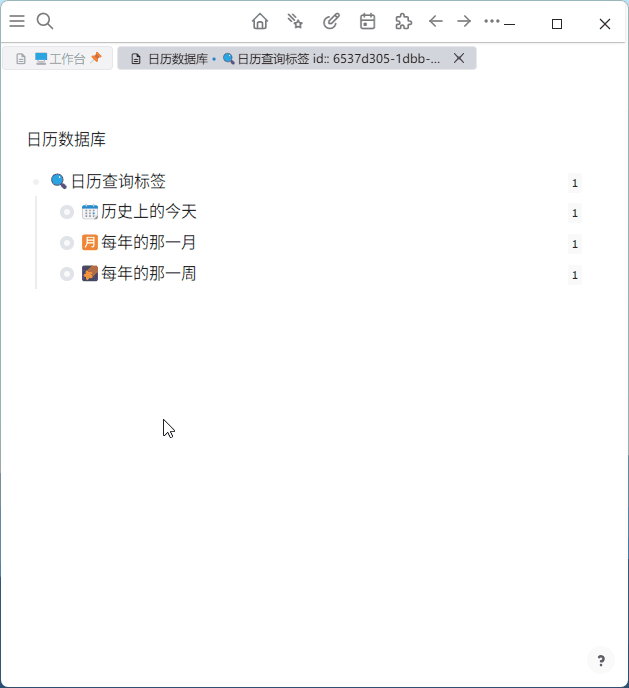 🖥️工作台📌
日历数据库 • 🔍日历查询标签 id:: 6537d305-1dbb-...
日历数据库
🔍日历查询标签 1
📅历史上的今天 1
🈷️每年的那一月 1
🌠每年的那一周 1
?